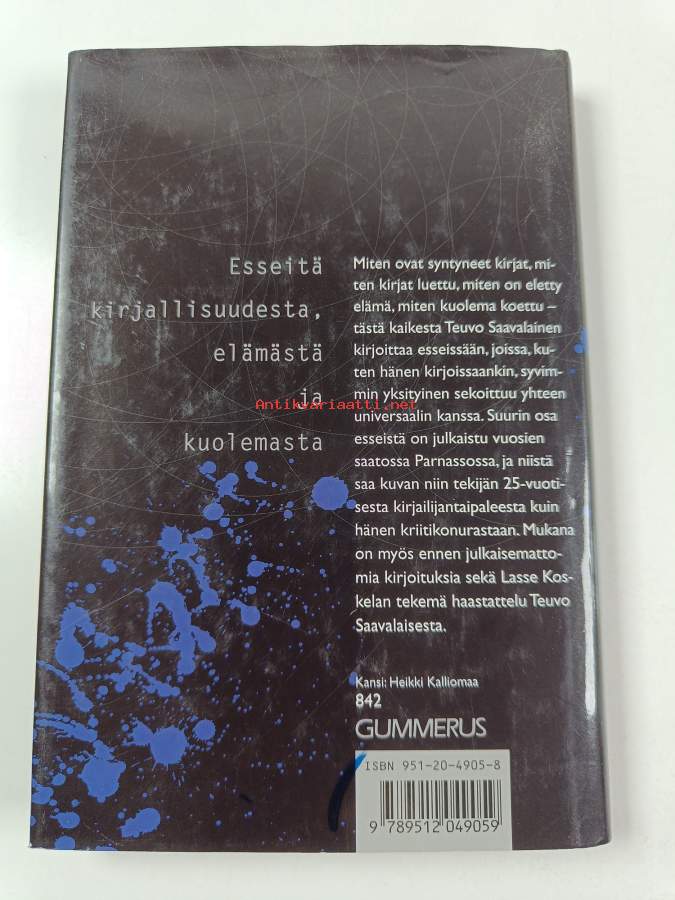 Esseitä
kirjallisuudesta,
elämästä
ja
kuolemasta
Miten ovat syntyneet kirjat, mi-
ten kirjat luettu, miten on eletty
elämä, miten kuolema koettu –
tästä kaikesta Teuvo Saavalainen
kirjoittaa esseissään, joissa, ku-
ten hänen kirjoissaankin, syvim-
min yksityinen sekoittuu yhteen
universaalin kanssa. Suurin osa
esseistä on julkaistu vuosien
saatossa Parnassossa, ja niistä
saa kuvan niin tekijän 25-vuoti-
sesta kirjailijantaipaleesta kuin
hänen kriitikonurastaan. Mukana
on myös ennen julkaisematto-
mia kirjoituksia sekä Lasse Kos-
kelan tekemä haastattelu Teuvo
Saavalaisesta.
Kansi: Heikki Kalliomaa
842
GUMMERUS
ISBN 951-20-4905-8
9 789512 049059
Antikvariaatti.net